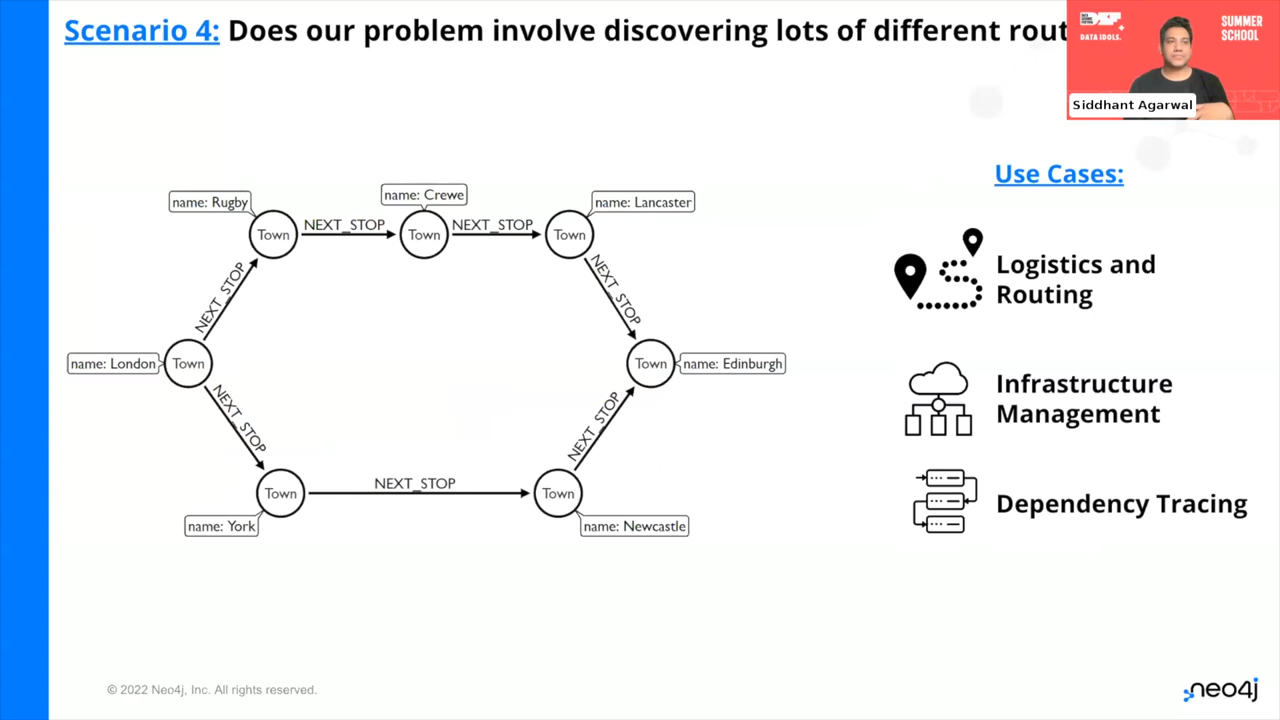 Scenario 4: Does our problem involve discovering lots of different
DATA IDOLS.
SUMMER
SCHOOL
Siddhant Agarwal
Use Cases:
name: Rugby
name: Crewe
name: Lancaster
Town
NEXT_STOP
Town
NEXT_STOP
Town
NEXT_STOP
NEXT_STOP
Logistics and
Routing
name: London
Town
Town
name: Edinburgh
NEXT_STOP
NEXT_STOP
Infrastructure
Management
Town
NEXT_STOP
Town
name: York
name: Newcastle
Dependency Tracing
© 2022 Neo4j, Inc. All rights reserved.
neo4j